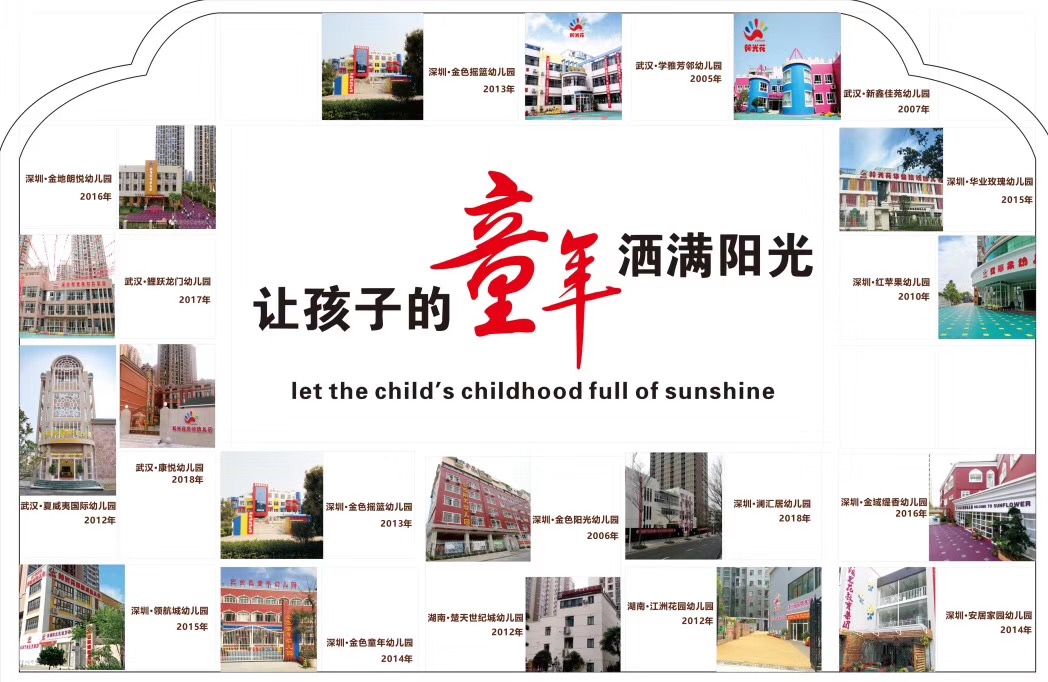 深圳·金色摇篮幼儿园
2013年
武汉·学雅芳邻幼儿园
2005年
武汉·新鑫佳苑幼儿园
2007年
深圳·金地朗悦幼儿园
2016年
深圳·华业玫瑰幼儿园
2015年
武汉·鲤跃龙门幼儿园
2017年
深圳·红苹果幼儿园
2010年
让孩子的童年洒满阳光
let the child's childhood full of sunshine
武汉·康悦幼儿园
2018年
武汉·夏威夷国际幼儿园
2012年
深圳·金色摇篮幼儿园
2013年
深圳·金色阳光幼儿园
2006年
深圳·澜汇居幼儿园
2018年
深圳·金域缇香幼儿园
2016年
深圳·领航城幼儿园
2015年
深圳·金色童年幼儿园
2014年
湖南·楚天世纪城幼儿园
2012年
湖南·江洲花园幼儿园
2012年
深圳·安居家园幼儿园
2014年